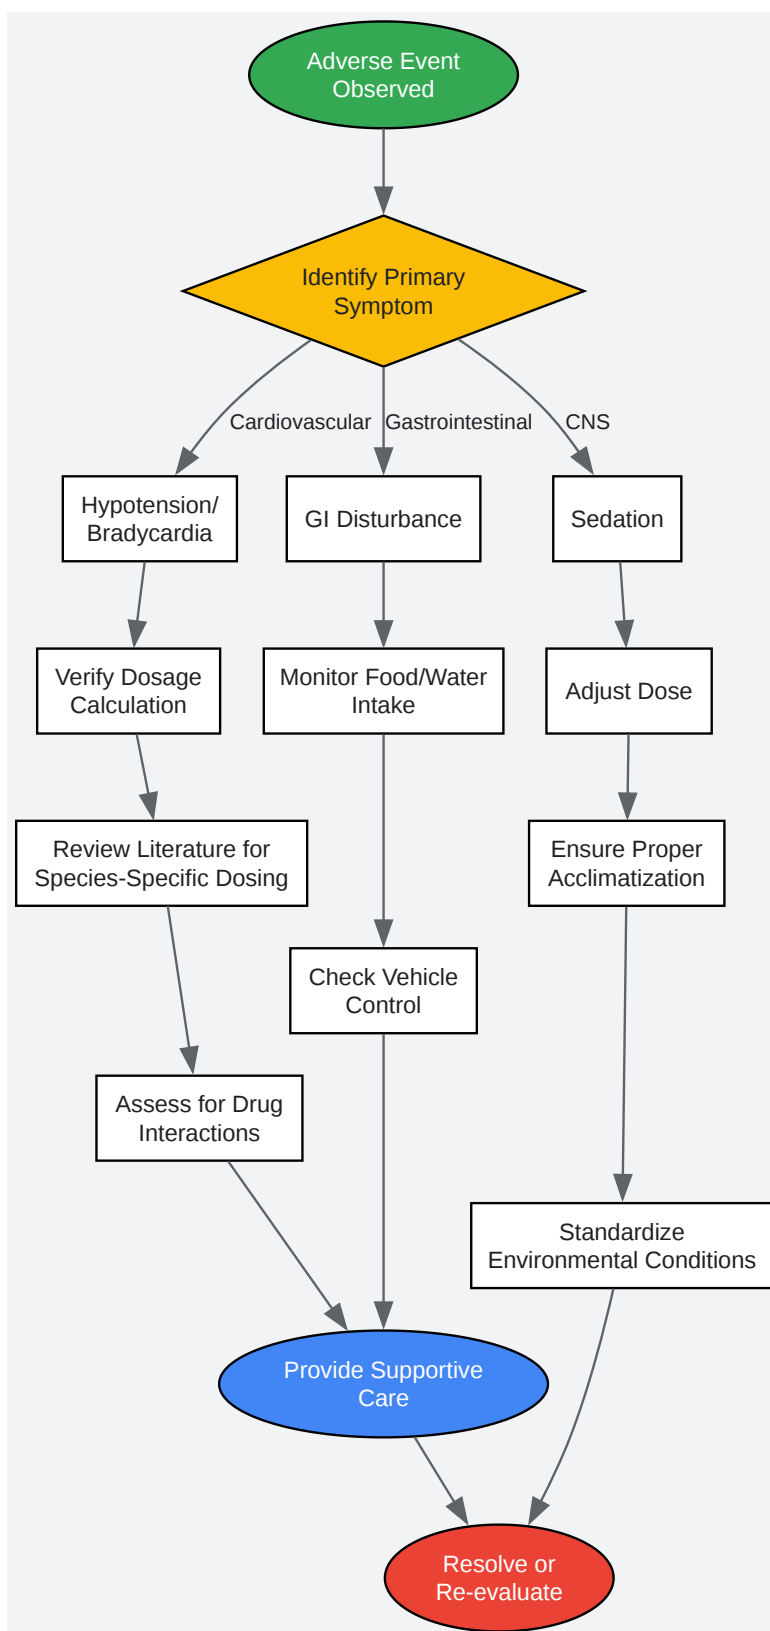 Adverse Event
Observed
Identify Primary
Symptom
Cardiovascular
Gastrointestinal
CNS
Hypotension/
Bradycardia
GI Disturbance
Sedation
Verify Dosage
Calculation
Monitor Food/Water
Intake
Adjust Dose
Review Literature for
Species-Specific Dosing
Ensure Proper
Acclimatization
Check Vehicle
Control
Assess for Drug
Interactions
Standardize
Environmental Conditions
Provide Supportive
Care
Resolve or
Re-evaluate